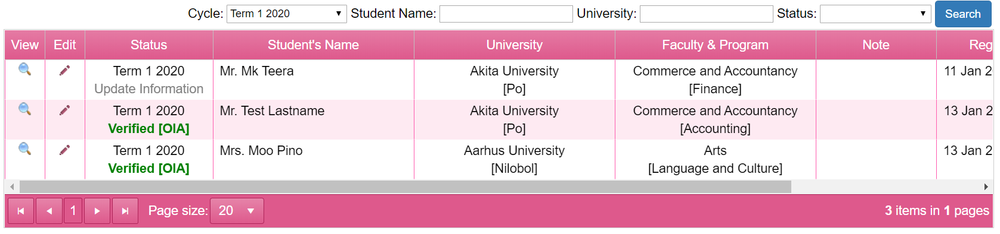 Cycle: Term 1 2020 Student Name: University: Status: Search
View Edit Status Student's Name University Faculty & Program Note Reg
Term 1 2020 Mr. Mk Teera Akita University Commerce and Accountancy 11 Jan 2
Update Information [Po] [Finance]
Term 1 2020 Mr. Test Lastname Akita University Commerce and Accountancy 13 Jan 2
Verified [OIA] [Po] [Accounting]
Term 1 2020 Mrs. Moo Pino Aarhus University Arts 13 Jan 2
Verified [OIA] [Nilobol] [Language and Culture]
1 Page size: 20 3 items in 1 pages